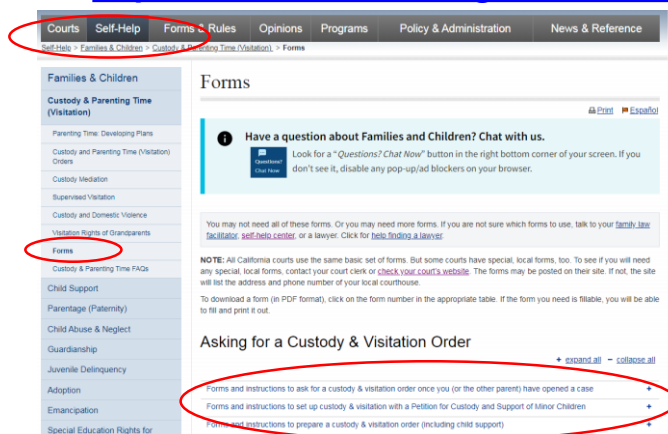 Courts Self-Help Forms & Rules Opinions Programs Policy & Administration News & Reference
Self-Help > Families & Children > Custody & Parenting Time (Visitation) > Forms
Families & Children
Custody & Parenting Time
(Visitation)
Parenting Time: Developing Plans
Custody and Parenting Time (Visitation)
Orders
Custody Mediation
Supervised Visitation
Custody and Domestic Violence
Visitation Rights of Grandparents
Forms
Custody & Parenting Time FAQs
Child Support
Parentage (Paternity)
Child Abuse & Neglect
Guardianship
Juvenile Delinquency
Adoption
Emancipation
Special Education Rights for
Forms
Print Español
Have a question about Families and Children? Chat with us.
Questions?
Chat Now
Look for a "Questions? Chat Now" button in the right bottom corner of your screen. If you
don't see it, disable any pop-up/ad blockers on your browser.
You may not need all of these forms. Or you may need more forms. If you are not sure which forms to use, talk to your family law
facilitator, self-help center, or a lawyer. Click for help finding a lawyer.
NOTE: All California courts use the same basic set of forms. But some courts have special, local forms, too. To see if you will need
any special, local forms, contact your court clerk or check your court's website. The forms may be posted on their site. If not, the site
will list the address and phone number of your local courthouse.
To download a form (in PDF format), click on the form number in the appropriate table. If the form you need is fillable, you will be able
to fill and print it out.
Asking for a Custody & Visitation Order
+ expand all − collapse all
Forms and instructions to ask for a custody & visitation order once you (or the other parent) have opened a case +
Forms and instructions to set up custody & visitation with a Petition for Custody and Support of Minor Children +
Forms and instructions to prepare a custody & visitation order (including child support) +